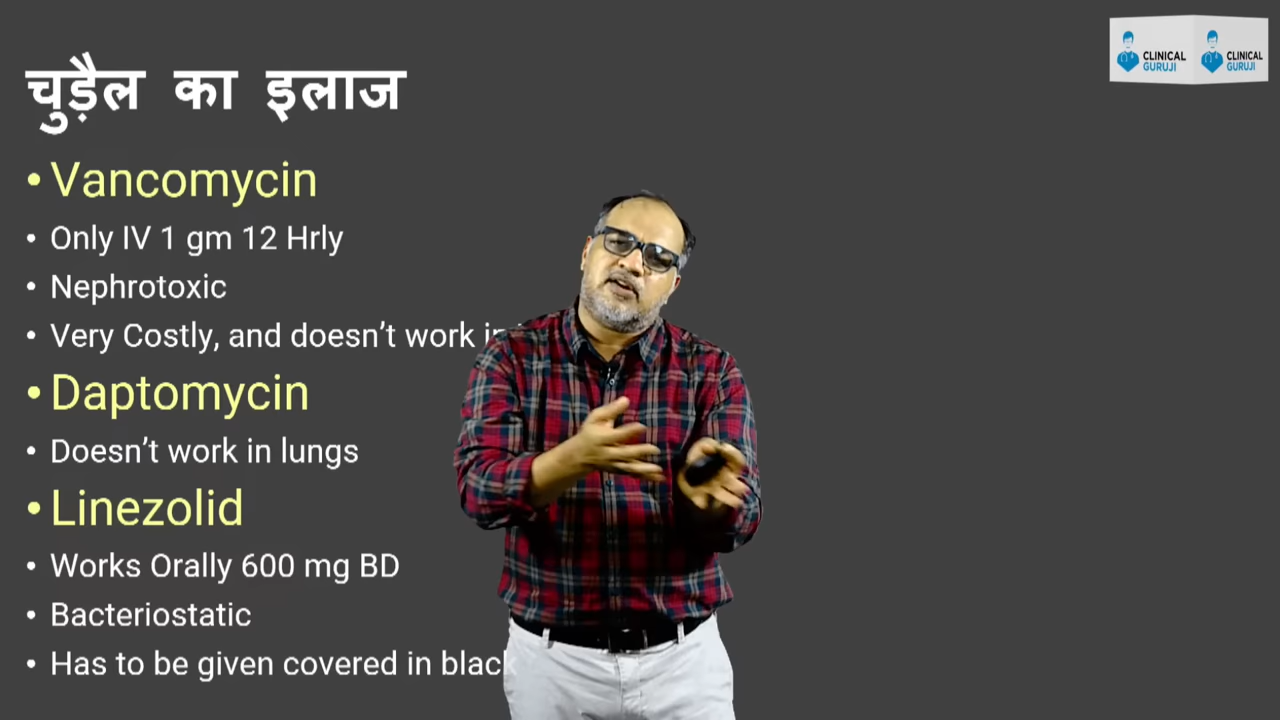 चुड़ैल का इलाज
• Vancomycin
• Only IV 1 gm 12 Hrly
• Nephrotoxic
• Very Costly, and doesn’t work
• Daptomycin
• Doesn’t work in lungs
• Linezolid
• Works Orally 600 mg BD
• Bacteriostatic
• Has to be given covered in black
CLINICAL GURUJI
CLINICAL GURUJI